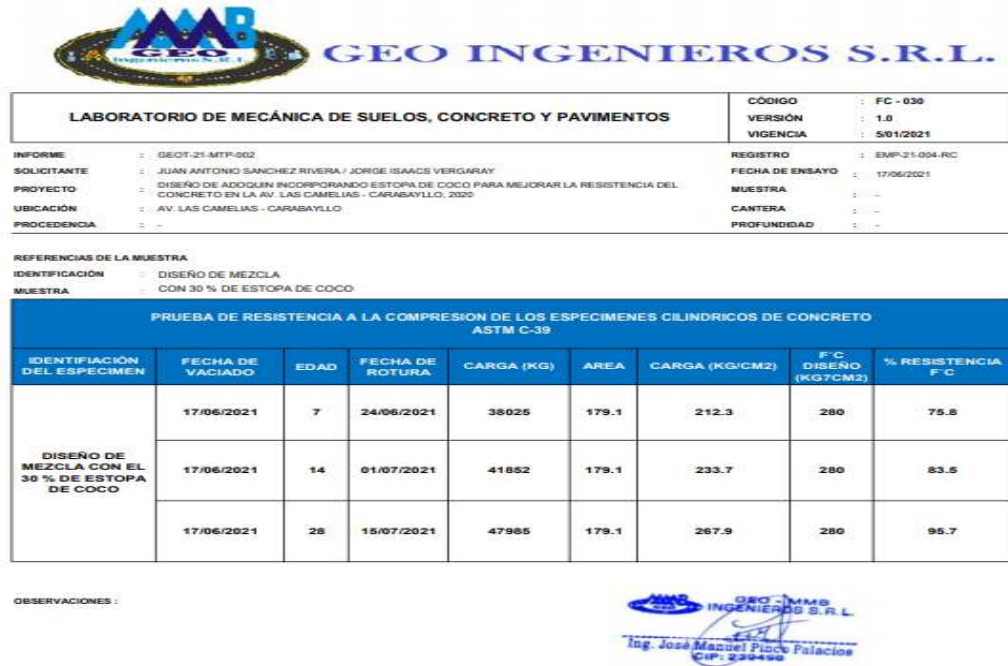 MMB
GEO
Ingenieros S.R.L.
GEO INGENIEROS S.R.L.
LABORATORIO DE MECÁNICA DE SUELOS, CONCRETO Y PAVIMENTOS
CÓDIGO : FC - 030
VERSIÓN : 1.0
VIGENCIA : 5/01/2021
INFORME : GEOT-21-MTP-002
REGISTRO : EMP-21-004-RC
SOLICITANTE : JUAN ANTONIO SANCHEZ RIVERA / JORGE ISAACS VERGARAY
FECHA DE ENSAYO : 17/06/2021
PROYECTO : DISEÑO DE ADOQUIN INCORPORANDO ESTOPA DE COCO PARA MEJORAR LA RESISTENCIA DEL
CONCRETO EN LA AV. LAS CAMELIAS - CARABAYLLO, 2020
MUESTRA : -
UBICACIÓN : AV. LAS CAMELIAS - CARABAYLLO
CANTERA : -
PROCEDENCIA : -
PROFUNDIDAD : -
REFERENCIAS DE LA MUESTRA
IDENTIFICACIÓN : DISEÑO DE MEZCLA
MUESTRA : CON 30 % DE ESTOPA DE COCO
PRUEBA DE RESISTENCIA A LA COMPRESION DE LOS ESPECIMENES CILINDRICOS DE CONCRETO
ASTM C-39
IDENTIFIACIÓN
DEL ESPECIMEN
FECHA DE
VACIADO
EDAD
FECHA DE
ROTURA
CARGA (KG)
AREA
CARGA (KG/CM2)
F´C
DISEÑO
(KG7CM2)
% RESISTENCIA
F´C
DISEÑO DE
MEZCLA CON EL
30 % DE ESTOPA
DE COCO
17/06/2021 7 24/06/2021 38025 179.1 212.3 280 75.8
17/06/2021 14 01/07/2021 41852 179.1 233.7 280 83.5
17/06/2021 28 15/07/2021 47985 179.1 267.9 280 95.7
OBSERVACIONES :
GEO
GEO - MMB
INGENIEROS S.R.L.
Ing. José Manuel Pinco Palacios
CIP: 239498